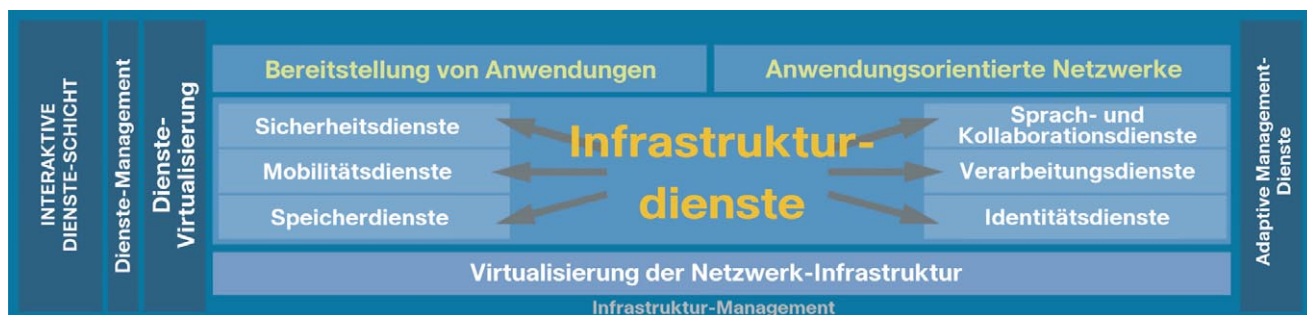 INTERAKTIVE
DIENSTE-SCHICHT
Dienste-Management
Dienste-
Virtualisierung
Bereitstellung von Anwendungen
Anwendungsorientierte Netzwerke
Sicherheitsdienste
Mobilitätsdienste
Speicherdienste
Infrastruktur-
dienste
Sprach- und
Kollaborationsdienste
Verarbeitungsdienste
Identitätsdienste
Virtualisierung der Netzwerk-Infrastruktur
Infrastruktur-Management
Adaptive Management-
Dienste